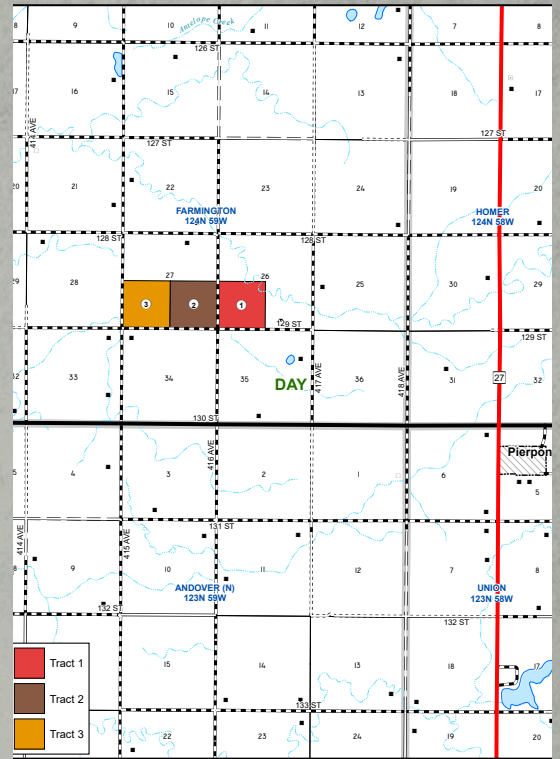 8 9 10 Antelope Creek 11 12 7 8
126 ST
17 16 15 14 13 18 17
414 AVE
127 ST
127 ST
20 21 22 23 24 19 20
FARMINGTON
124N 59W
HOMER
124N 58W
128 ST
128 ST
29 28 27 26 25 30 29
3 2 1
129 ST
129 ST
32 33 34 35 36 31 32
DAY
417 AVE
418 AVE
27
130 ST
416 AVE
Pierpon
5 4 3 2 1 6 5
131 ST
414 AVE
415 AVE
8 9 10 11 12 7 8
ANDOVER (N)
123N 59W
UNION
123N 58W
132 ST
132 ST
15 14 13 18 17
Tract 1
Tract 2
Tract 3
133 ST
22 23 24 19 20